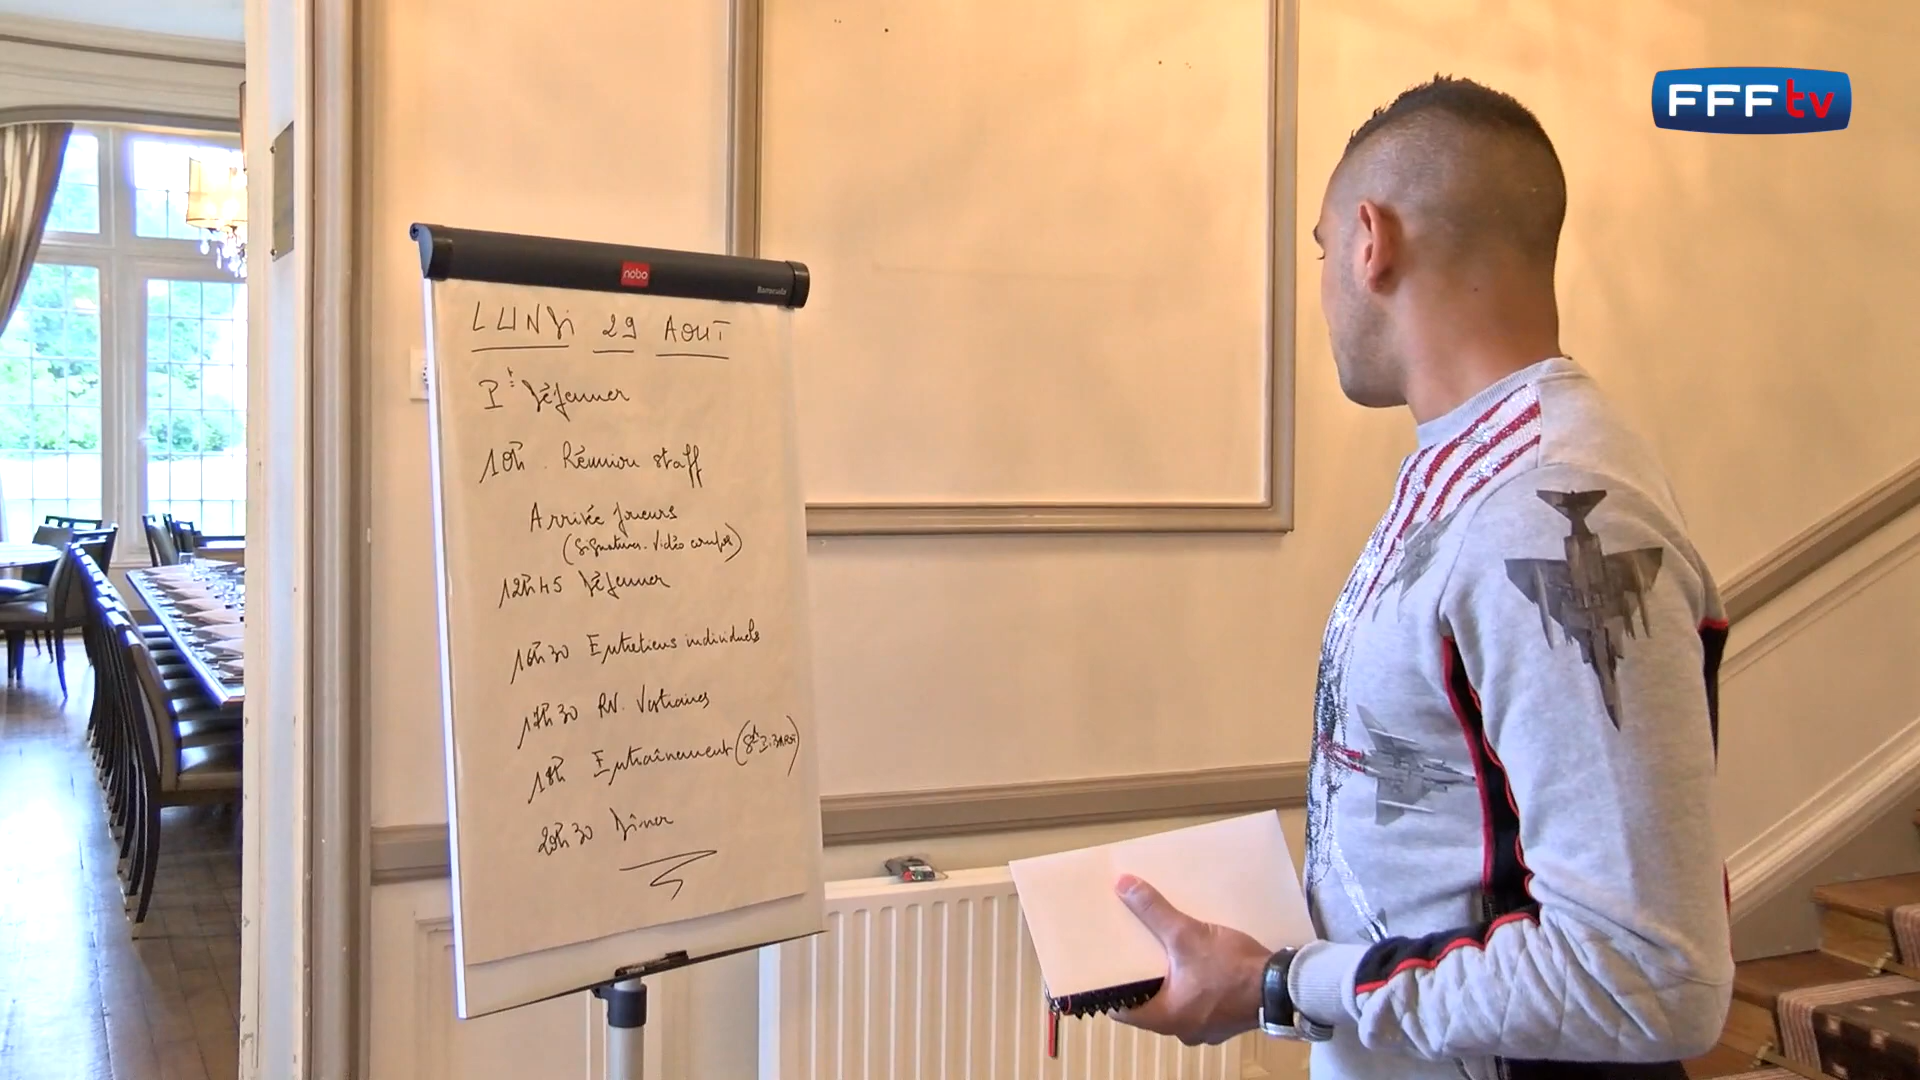 FFFtv
nobo
Barracuda
LUNDI 29 AOUT
Pt Déjeuner
10h. Réunion staff
Arrivée joueurs
(Signatures. Vidéo
12h45 Déjeuner
16h30 Entretiens individuels
17h30 RV. Vestiaires
18h Entraînement
20h30 Dîner